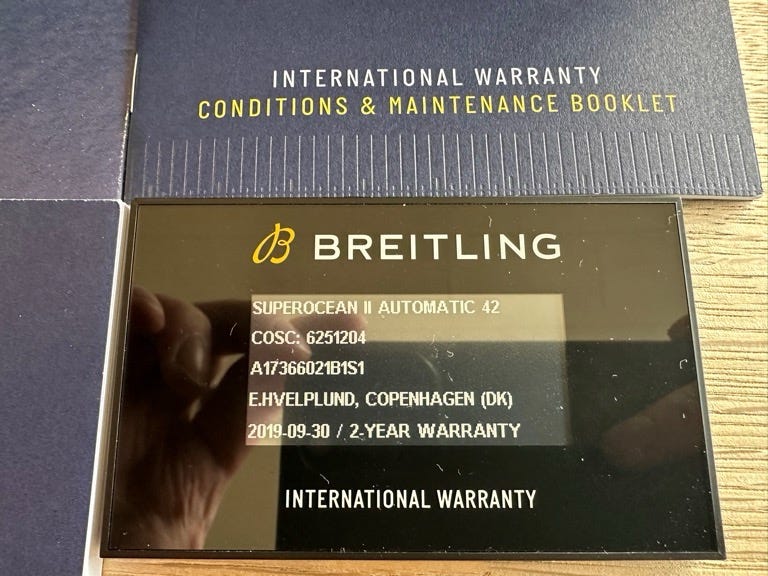 INTERNATIONAL WARRANTY
CONDITIONS & MAINTENANCE BOOKLET
B BREITLING
SUPEROCEAN II AUTOMATIC 42
COSC: 6251204
A17366021B1S1
E.HVELPLUND, COPENHAGEN (DK)
2019-09-30 / 2-YEAR WARRANTY
INTERNATIONAL WARRANTY